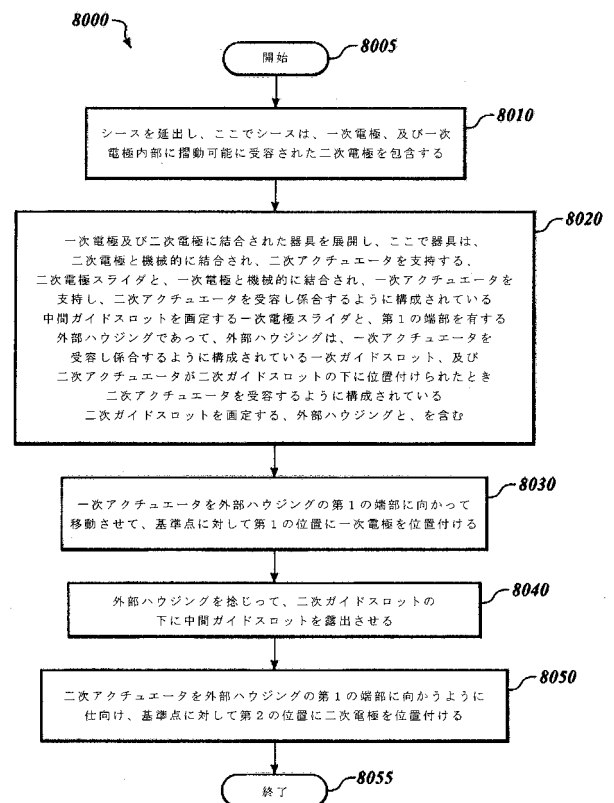 8000
開始
8005
8010
シースを延出し、ここでシースは、一次電極、及び一次
電極内部に摺動可能に受容された二次電極を包含する
8020
一次電極及び二次電極に結合された器具を展開し、ここで器具は、
二次電極と機械的に結合され、二次アクチュエータを支持する、
二次電極スライダと、一次電極と機械的に結合され、一次アクチュエータを
支持し、二次アクチュエータを受容し係合するように構成されている
中間ガイドスロットを画定する一次電極スライダと、第1の端部を有する
外部ハウジングであって、外部ハウジングは、一次アクチュエータを
受容し係合するように構成されている一次ガイドスロット、及び
二次アクチュエータが二次ガイドスロットの下に位置付けられたとき
二次アクチュエータを受容するように構成されている
二次ガイドスロットを画定する、外部ハウジングと、を含む
8030
一次アクチュエータを外部ハウジングの第1の端部に向かって
移動させて、基準点に対して第1の位置に一次電極を位置付ける
8040
外部ハウジングを捻じって、二次ガイドスロットの
下に中間ガイドスロットを露出させる
8050
二次アクチュエータを外部ハウジングの第1の端部に向かうように
仕向け、基準点に対して第2の位置に二次電極を位置付ける
8055
終了